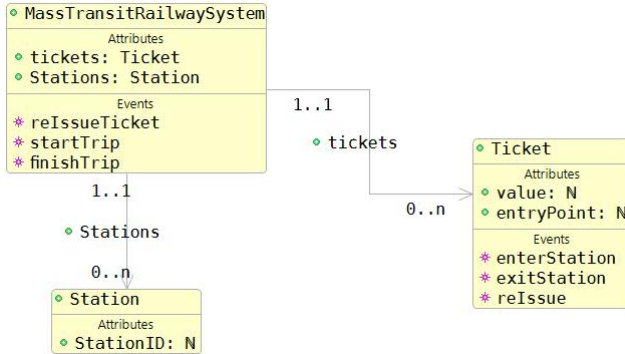 MassTransitRailwaySystem
Attributes
tickets: Ticket
Stations: Station
Events
reIssueTicket
startTrip
finishTrip
1..1
tickets
0..n
Ticket
Attributes
value: ℕ
entryPoint: ℕ
Events
enterStation
exitStation
reIssue
1..1
Stations
0..n
Station
Attributes
StationID: ℕ